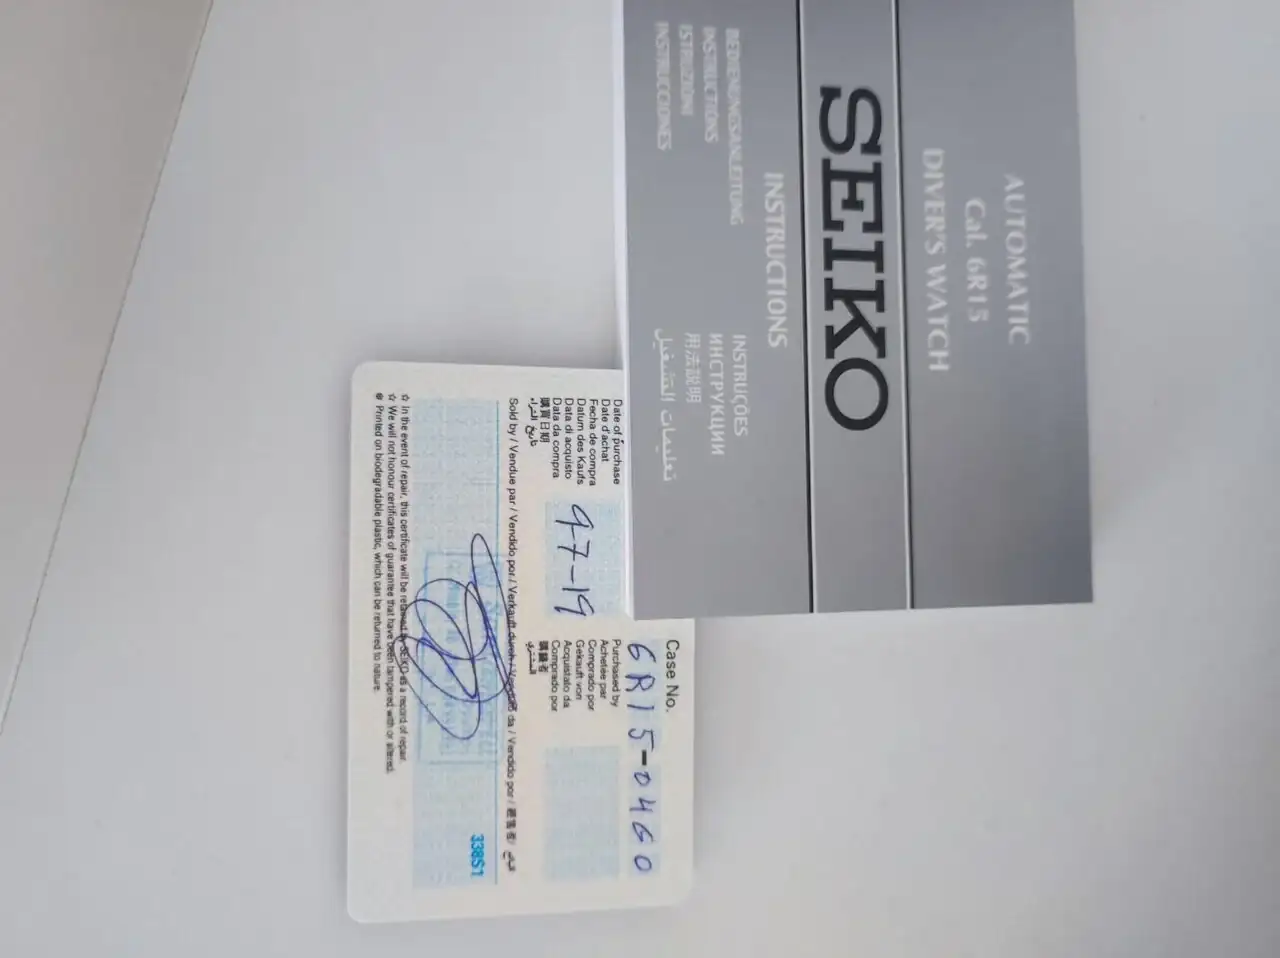 AUTOMATIC
Cal. 6R15
DIVER'S WATCH
SEIKO
INSTRUCTIONS
BEDIENUNGSANLEITUNG
INSTRUCTIONS
ISTRUZIONI
INSTRUCCIONES
INSTRUÇÕES
ИНСТРУКЦИИ
用法説明
تعليمات التشغيل
Case No.
6R15-04G0
Date of purchase
Date d'achat
Fecha de compra
Datum des Kaufs
Data di acquisto
Data da compra
購買日期
تاريخ الشراء
97-19
Purchased by
Achetée par
Comprado por
Gekauft von
Acquistato da
Comprado por
購錶者
المشتري
Sold by / Vendue par / Vendido por / Verkauft durch / Venduto da / Vendido por /
338S1
☆ In the event of repair, this certificate will be retained by SEIKO as a record of repair.
☆ We will not honour certificates of guarantee that have been tampered with or altered.
✽ Printed on biodegradable plastic, which can be returned to nature.